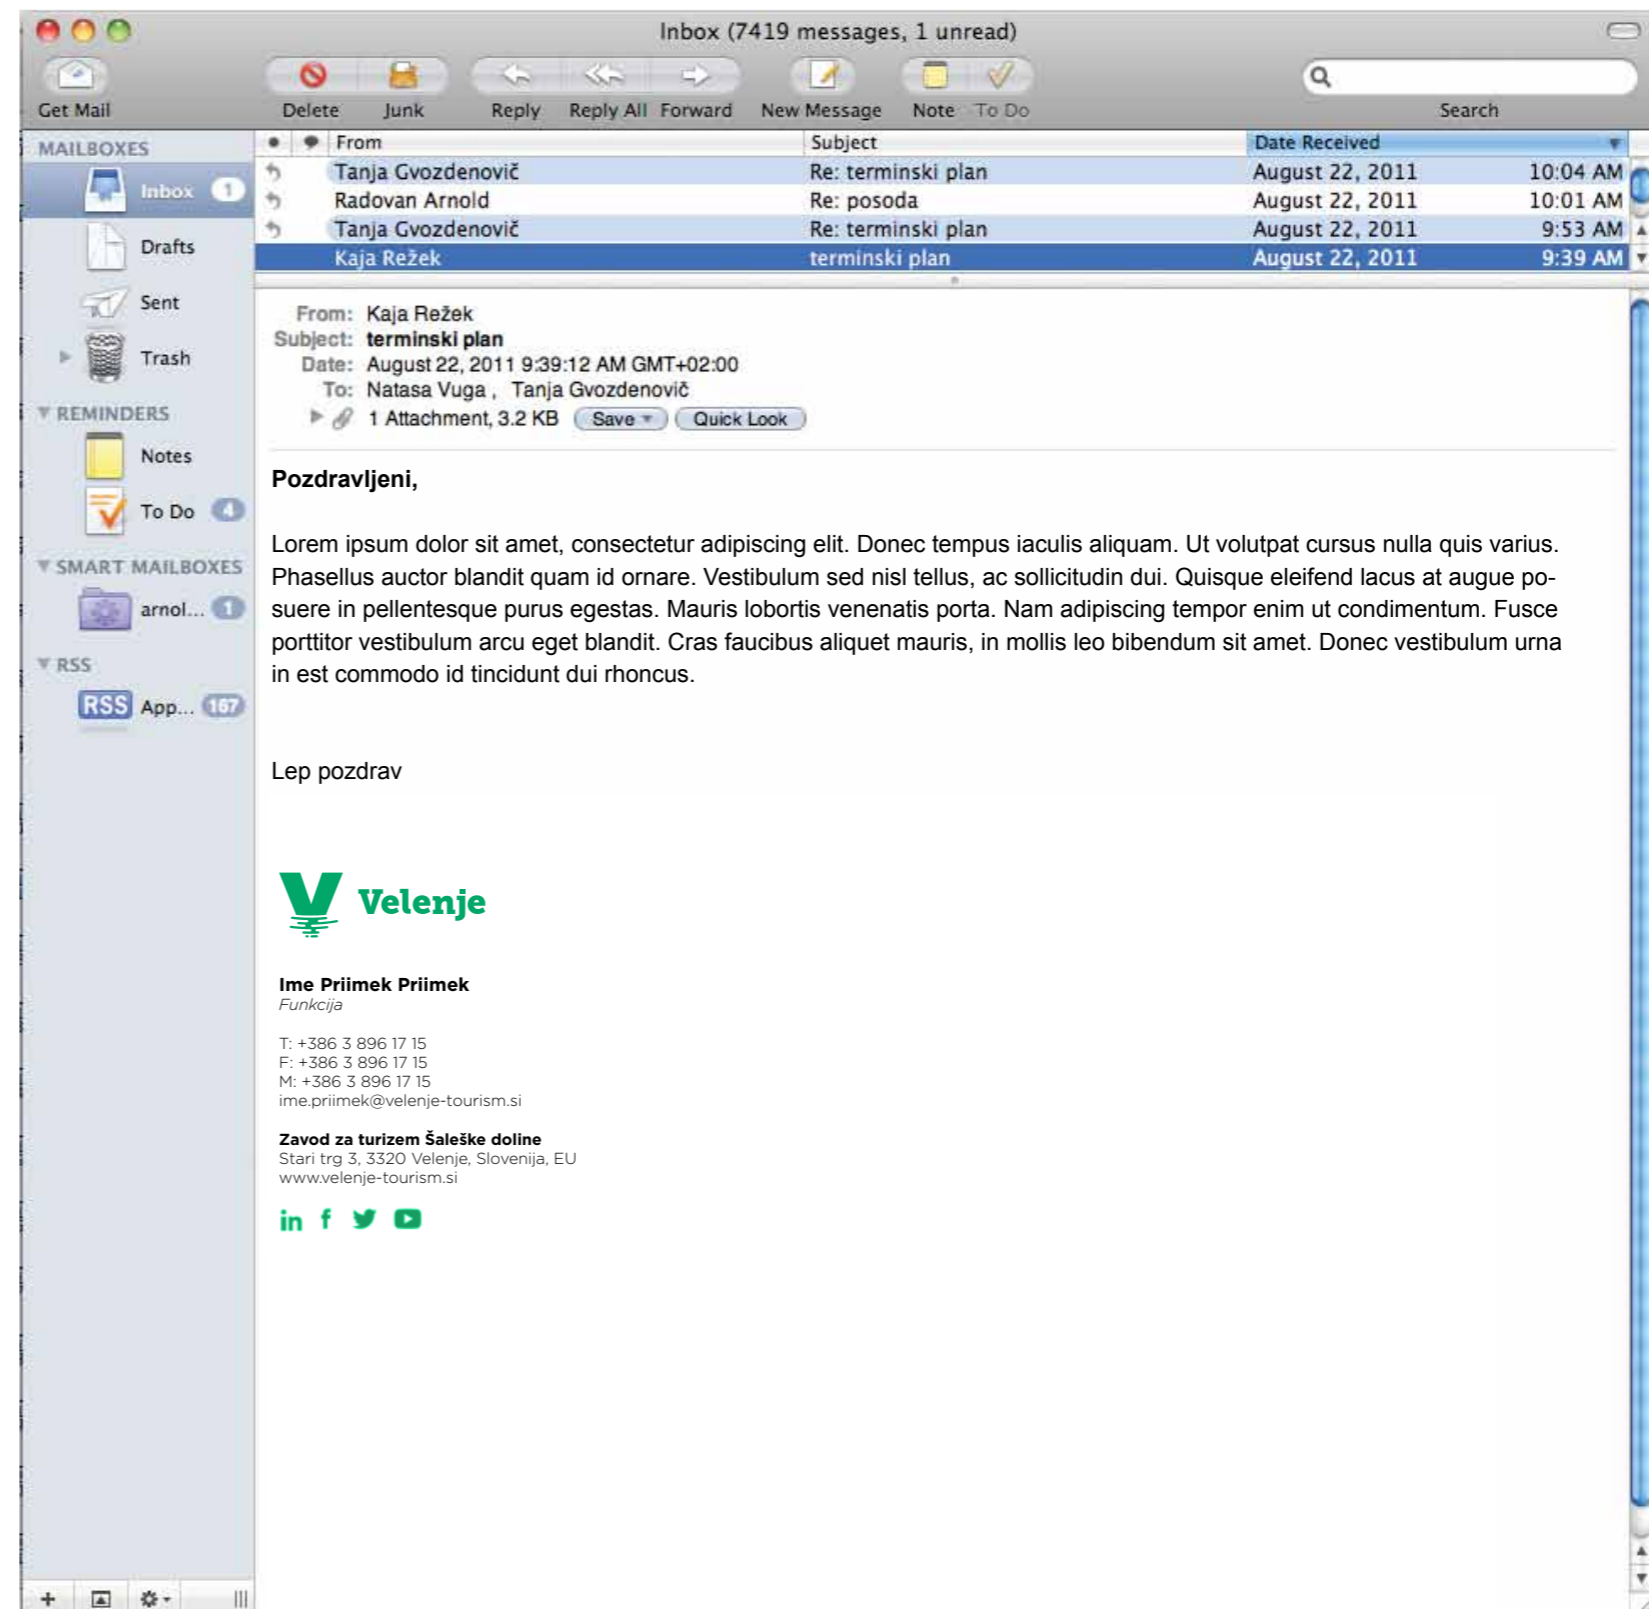 Inbox (7419 messages, 1 unread)
Get Mail Delete Junk Reply Reply All Forward New Message Note To Do Search
MAILBOXES
Inbox 1
Drafts
Sent
Trash
REMINDERS
Notes
To Do 4
SMART MAILBOXES
arnol... 1
RSS
RSS App... 167
From Subject Date Received
Tanja Gvozdenovič Re: terminski plan August 22, 2011 10:04 AM
Radovan Arnold Re: posoda August 22, 2011 10:01 AM
Tanja Gvozdenovič Re: terminski plan August 22, 2011 9:53 AM
Kaja Režek terminski plan August 22, 2011 9:39 AM
From: Kaja Režek
Subject: terminski plan
Date: August 22, 2011 9:39:12 AM GMT+02:00
To: Natasa Vuga , Tanja Gvozdenovič
1 Attachment, 3.2 KB Save Quick Look
Pozdravljeni,
Lorem ipsum dolor sit amet, consectetur adipiscing elit. Donec tempus iaculis aliquam. Ut volutpat cursus nulla quis varius.
Phasellus auctor blandit quam id ornare. Vestibulum sed nisl tellus, ac sollicitudin dui. Quisque eleifend lacus at augue po-
suere in pellentesque purus egestas. Mauris lobortis venenatis porta. Nam adipiscing tempor enim ut condimentum. Fusce
porttitor vestibulum arcu eget blandit. Cras faucibus aliquet mauris, in mollis leo bibendum sit amet. Donec vestibulum urna
in est commodo id tincidunt dui rhoncus.
Lep pozdrav
V Velenje
Ime Priimek Priimek
Funkcija
T: +386 3 896 17 15
F: +386 3 896 17 15
M: +386 3 896 17 15
ime.priimek@velenje-tourism.si
Zavod za turizem Šaleške doline
Stari trg 3, 3320 Velenje, Slovenija, EU
www.velenje-tourism.si
in f